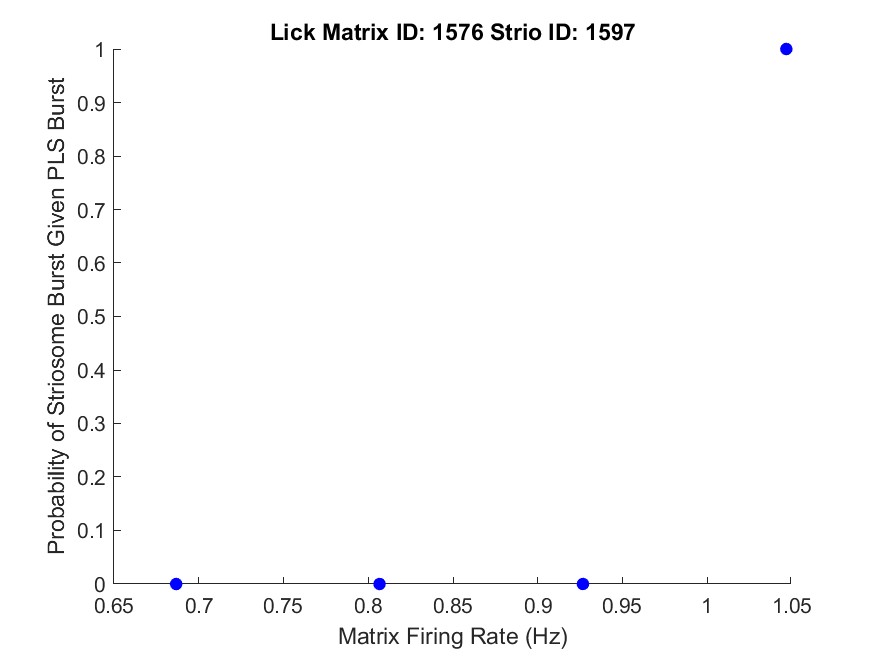 Lick Matrix ID: 1576 Strio ID: 1597
Probability of Striosome Burst Given PLS Burst
1
0.9
0.8
0.7
0.6
0.5
0.4
0.3
0.2
0.1
0
0.65 0.7 0.75 0.8 0.85 0.9 0.95 1 1.05
Matrix Firing Rate (Hz)